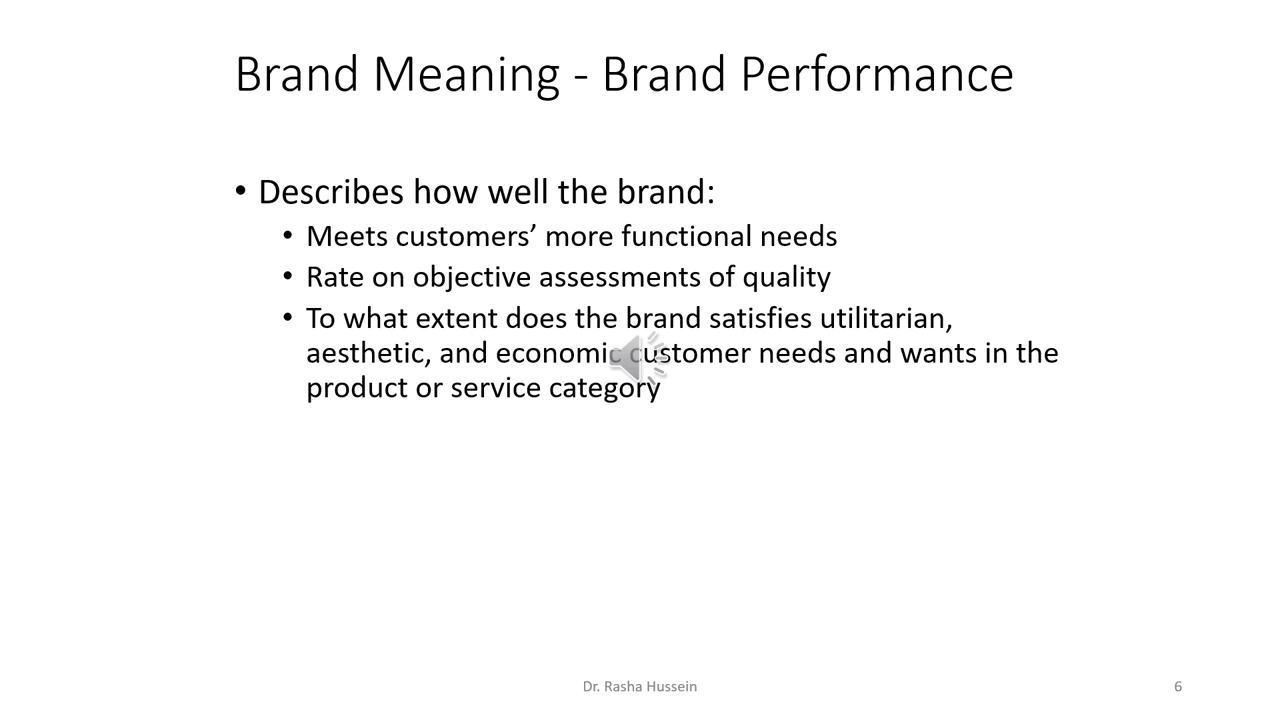 Brand Meaning - Brand Performance
• Describes how well the brand:
• Meets customers’ more functional needs
• Rate on objective assessments of quality
• To what extent does the brand satisfies utilitarian,
aesthetic, and economic customer needs and wants in the
product or service category
Dr. Rasha Hussein
6